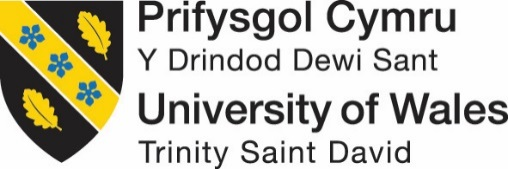 Prifysgol Cymru
Y Drindod Dewi Sant
University of Wales
Trinity Saint David